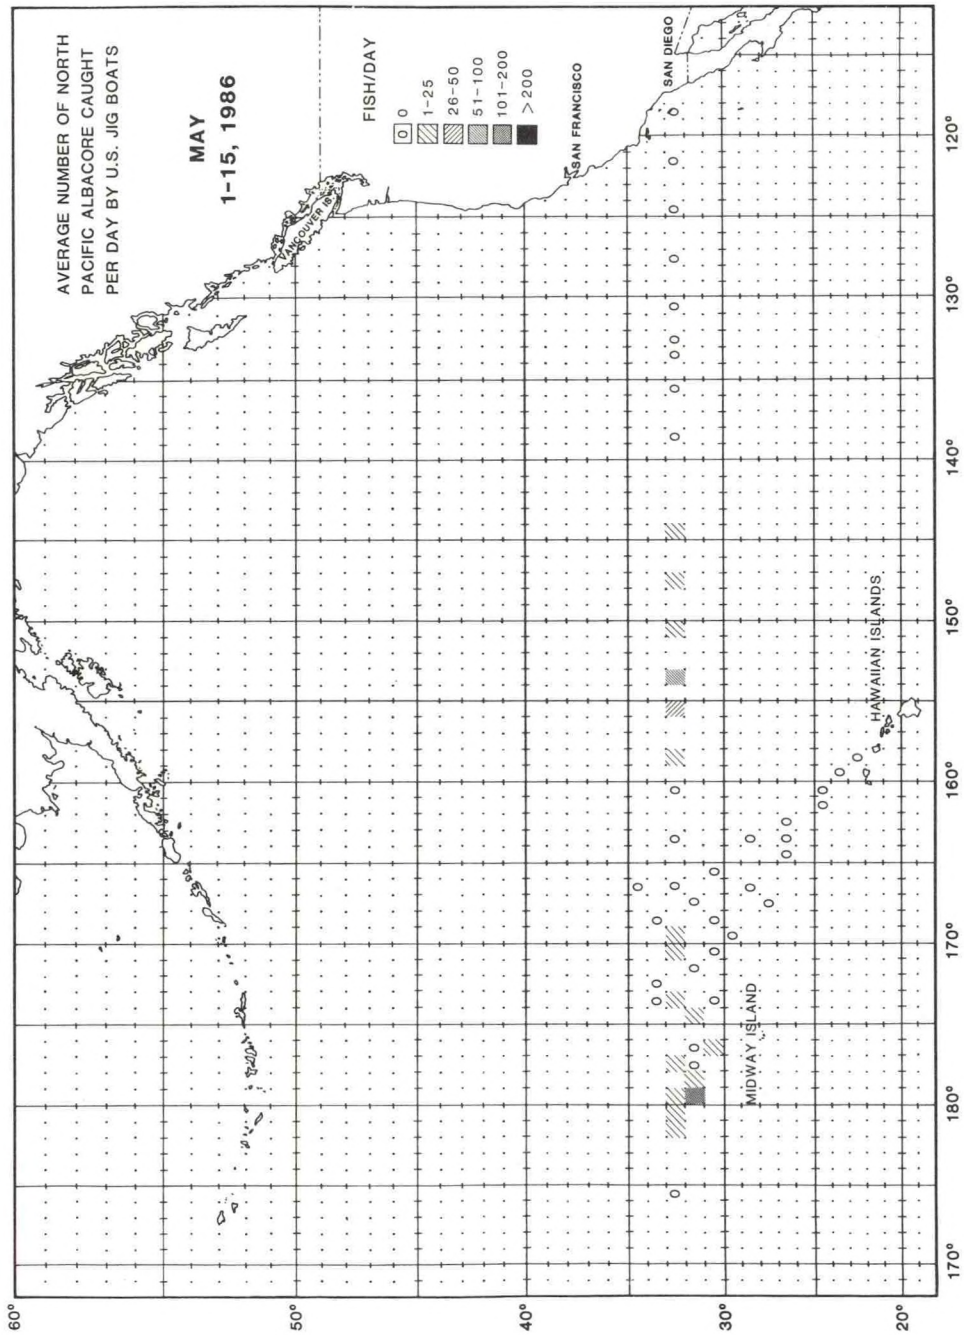 AVERAGE NUMBER OF NORTH
PACIFIC ALBACORE CAUGHT
PER DAY BY U.S. JIG BOATS
MAY
1-15, 1986
FISH/DAY
0 0
1-25
26-50
51-100
101-200
>200
VANCOUVER IS.
SAN FRANCISCO
SAN DIEGO
HAWAIIAN ISLANDS
MIDWAY ISLAND
60°
50°
40°
30°
20°
170°
180°
170°
160°
150°
140°
130°
120°